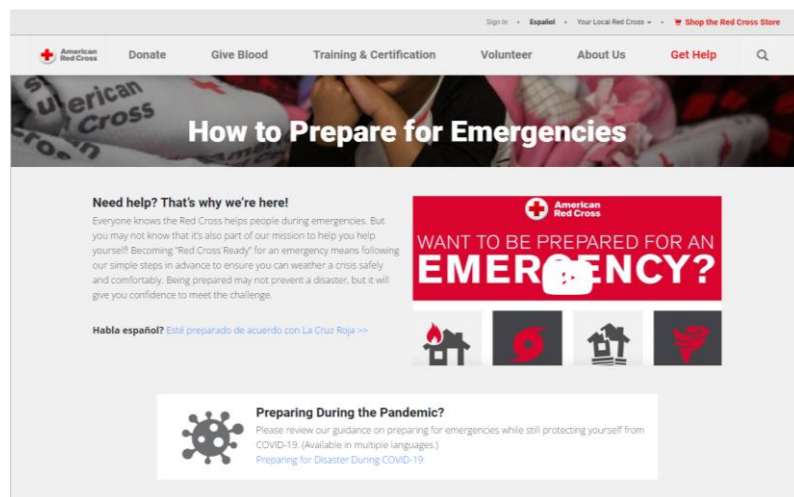 Sign In
Español
Your Local Red Cross
Shop the Red Cross Store
American
Red Cross
Donate
Give Blood
Training & Certification
Volunteer
About Us
Get Help
erican
Cross
How to Prepare for Emergencies
Need help? That's why we're here!
Everyone knows the Red Cross helps people during emergencies. But
you may not know that it's also part of our mission to help you help
yourself! Becoming "Red Cross Ready" for an emergency means following
our simple steps in advance to ensure you can weather a crisis safely
and comfortably. Being prepared may not prevent a disaster, but it will
give you confidence to meet the challenge.
Habla español? Esté preparado de acuerdo con La Cruz Roja >>
American
Red Cross
WANT TO BE PREPARED FOR AN
EMERGENCY?
Preparing During the Pandemic?
Please review our guidance on preparing for emergencies while still protecting yourself from
COVID-19. (Available in multiple languages.)
Preparing for Disaster During COVID-19